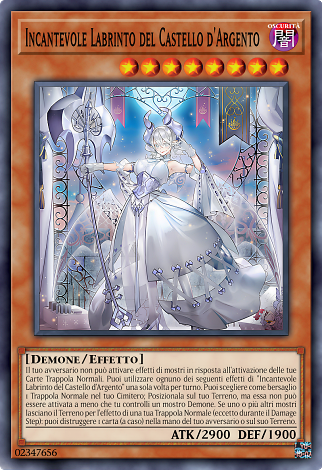 Incantevole Labrinto del Castello d'Argento
OSCURITÀ
闇
[Demone/Effetto]
Il tuo avversario non può attivare effetti di mostri in risposta all'attivazione delle tue
Carte Trappola Normali. Puoi utilizzare ognuno dei seguenti effetti di "Incantevole
Labrinto del Castello d'Argento" una sola volta per turno. Puoi scegliere come bersaglio
1 Trappola Normale nel tuo Cimitero; Posizionala sul tuo Terreno, ma essa non può
essere attivata a meno che tu controlli un mostro Demone. Se uno o più altri mostri
lasciano il Terreno per l'effetto di una tua Trappola Normale (eccetto durante il Damage
Step): puoi distruggere 1 carta (a caso) nella mano del tuo avversario o sul suo Terreno.
ATK/2900 DEF/1900
02347656